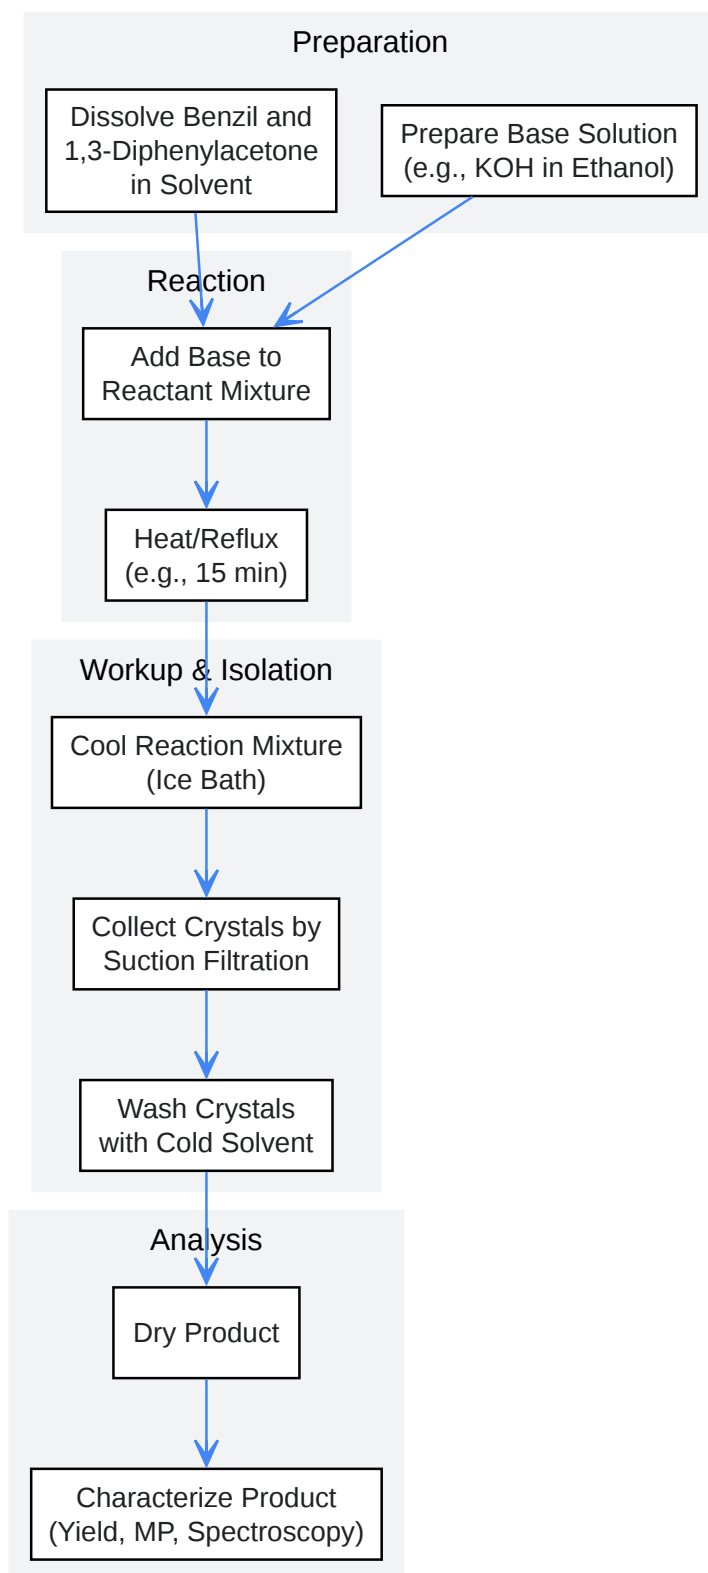 Preparation
Dissolve Benzil and
1,3-Diphenylacetone
in Solvent
Prepare Base Solution
(e.g., KOH in Ethanol)
Reaction
Add Base to
Reactant Mixture
Heat/Reflux
(e.g., 15 min)
Workup & Isolation
Cool Reaction Mixture
(Ice Bath)
Collect Crystals by
Suction Filtration
Wash Crystals
with Cold Solvent
Analysis
Dry Product
Characterize Product
(Yield, MP, Spectroscopy)